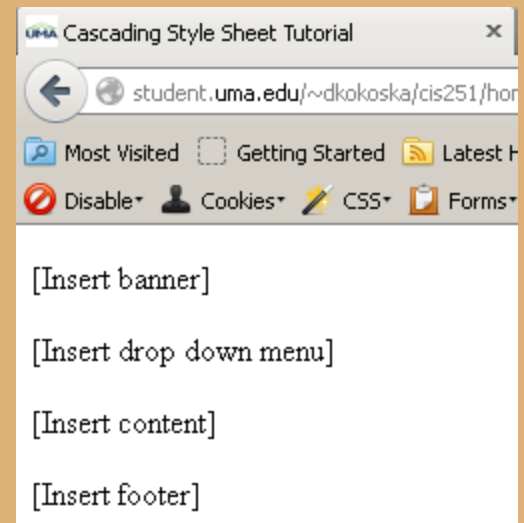 UMA Cascading Style Sheet Tutorial
student.uma.edu/~dkokoska/cis251/hor
Most Visited Getting Started Latest H
Disable Cookies CSS Forms
[Insert banner]
[Insert drop down menu]
[Insert content]
[Insert footer]